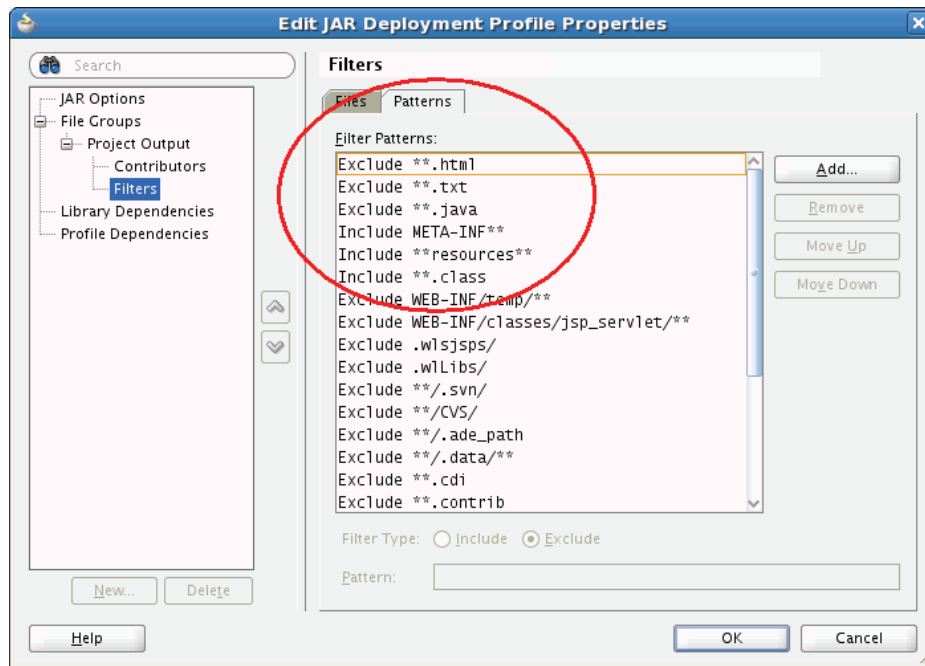 Edit JAR Deployment Profile Properties
Search
JAR Options
File Groups
Project Output
Contributors
Filters
Library Dependencies
Profile Dependencies
New...
Delete
Filters
Files Patterns
Filter Patterns:
Exclude **.html
Exclude **.txt
Exclude **.java
Include META-INF**
Include **resources**
Include **.class
Exclude WEB-INF/temp/**
Exclude WEB-INF/classes/jsp_servlet/**
Exclude .wlsjsps/
Exclude .wlLibs/
Exclude **/.svn/
Exclude **/CVS/
Exclude **/.ade_path
Exclude **/.data/**
Exclude **.cdi
Exclude **.contrib
Add...
Remove
Move Up
Move Down
Filter Type: Include Exclude
Pattern:
Help
OK
Cancel